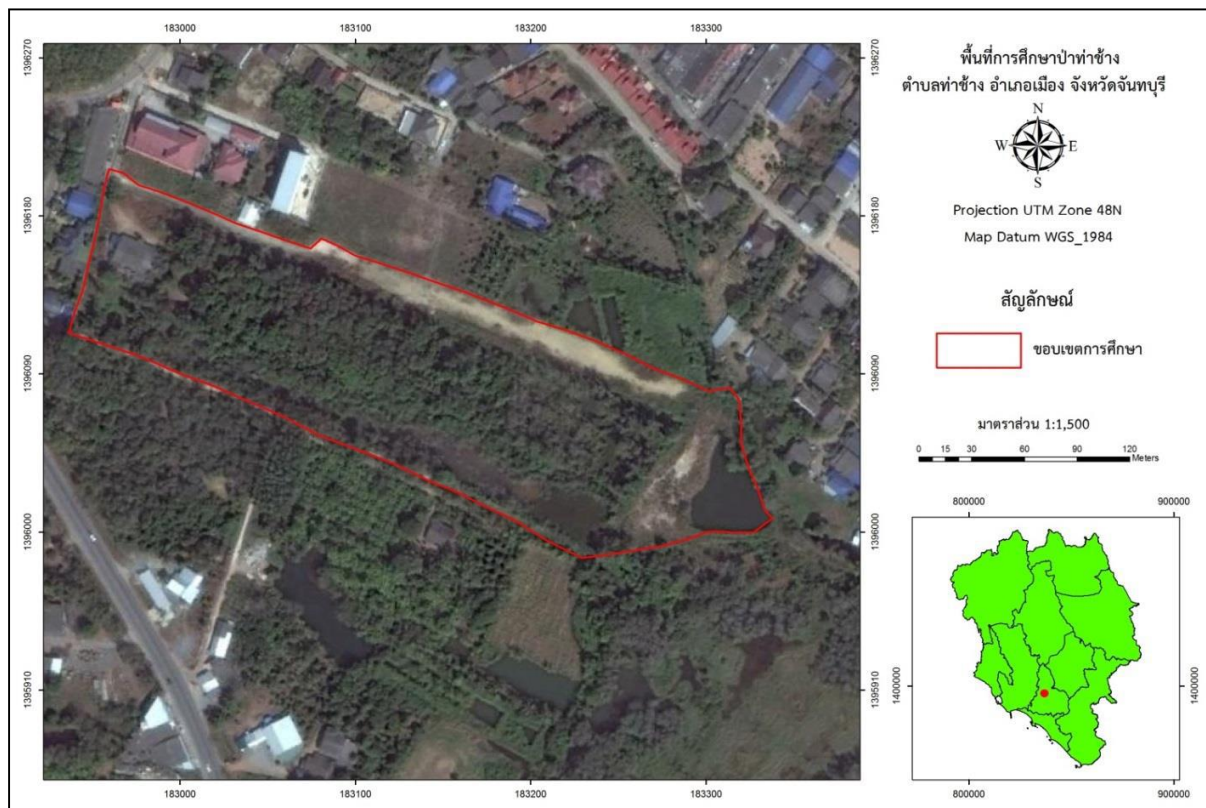 183000 183100 183200 183300
1396270 1396270
1396180 1396180
1396090 1396090
1396000 1396000
1395910 1395910
183000 183100 183200 183300
พื้นที่การศึกษาป่าท่าช้าง
ตำบลท่าช้าง อำเภอเมือง จังหวัดจันทบุรี
N
W E
S
Projection UTM Zone 48N
Map Datum WGS_1984
สัญลักษณ์
ขอบเขตการศึกษา
มาตราส่วน 1:1,500
0 15 30 60 90 120
Meters
800000 900000
1400000 1400000
800000 900000